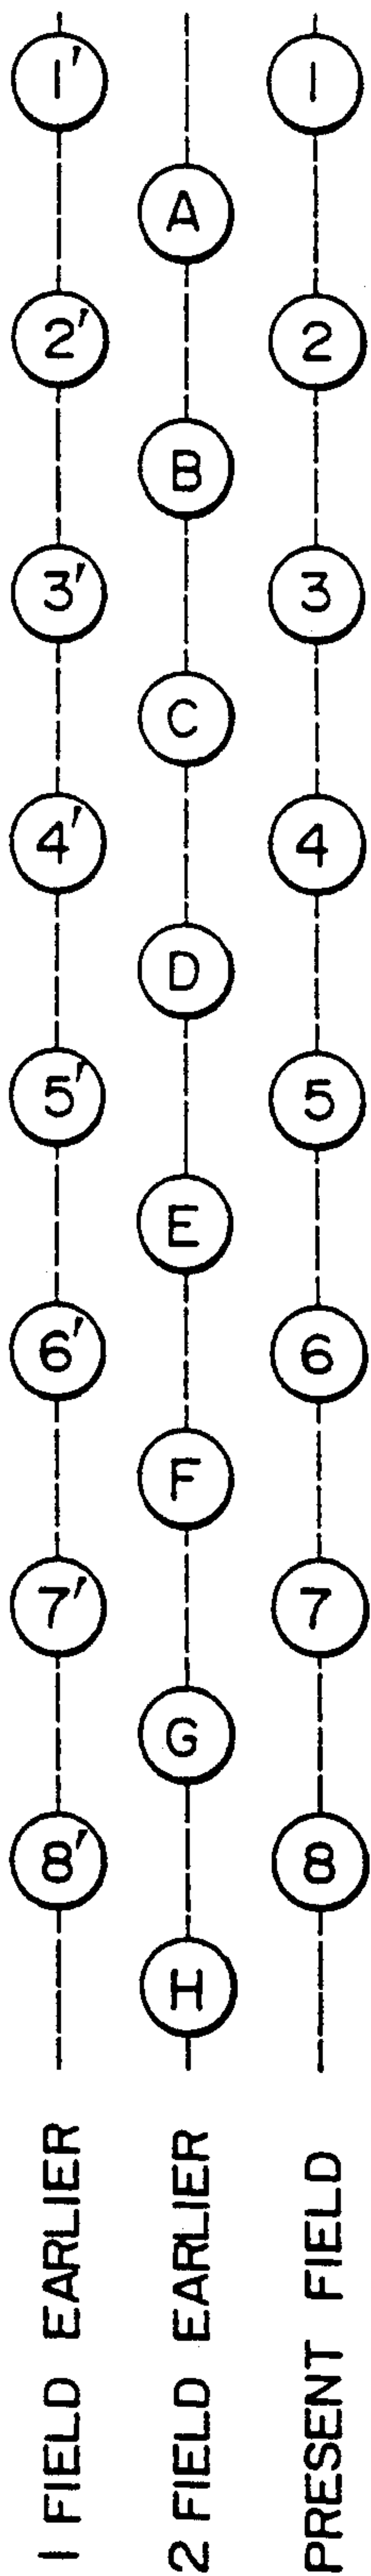 1' 2' 3' 4' 5' 6' 7' 8'
1 FIELD EARLIER
A B C D E F G H
2 FIELD EARLIER
1 2 3 4 5 6 7 8
PRESENT FIELD